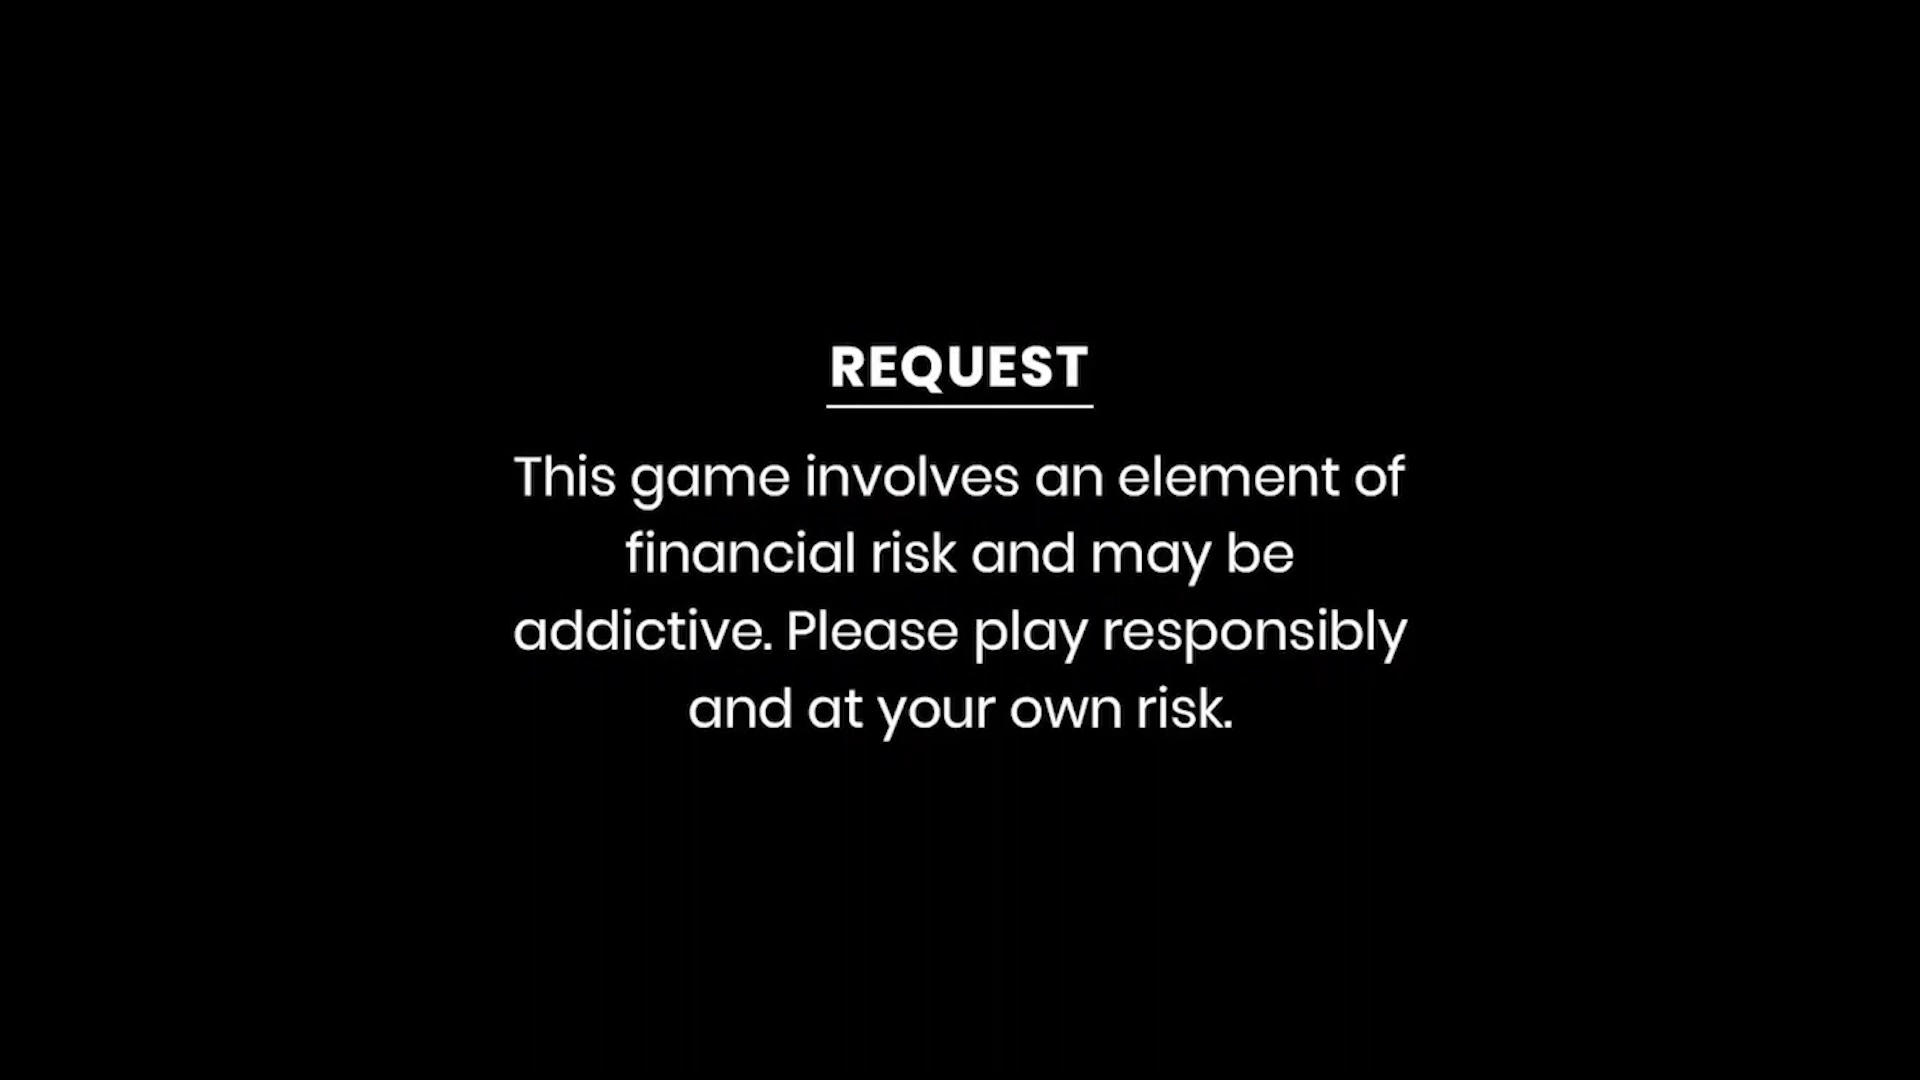 REQUEST
This game involves an element of
financial risk and may be
addictive. Please play responsibly
and at your own risk.